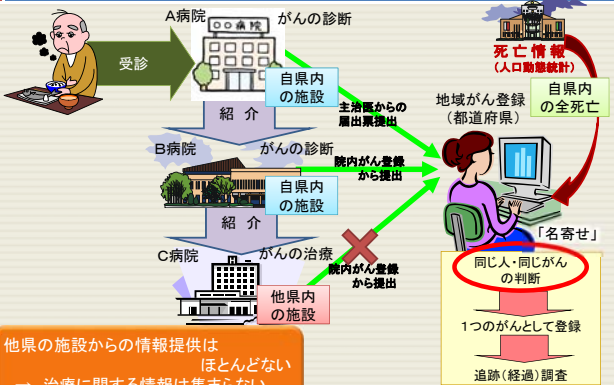 A病院
がんの診断
○○病院
受診
自県内
の施設
紹 介
主治医からの
届出票提出
死亡情報
(人口動態統計)
自県内
の全死亡
地域がん登録
(都道府県)
B病院
がんの診断
自県内
の施設
院内がん登録
から提出
紹 介
C病院
がんの治療
他県内
の施設
院内がん登録
から提出
「名寄せ」
同じ人・同じがん
の判断
1つのがんとして登録
追跡(経過)調査
他県の施設からの情報提供は
ほとんどない
→ 治療に関する情報は集まらない